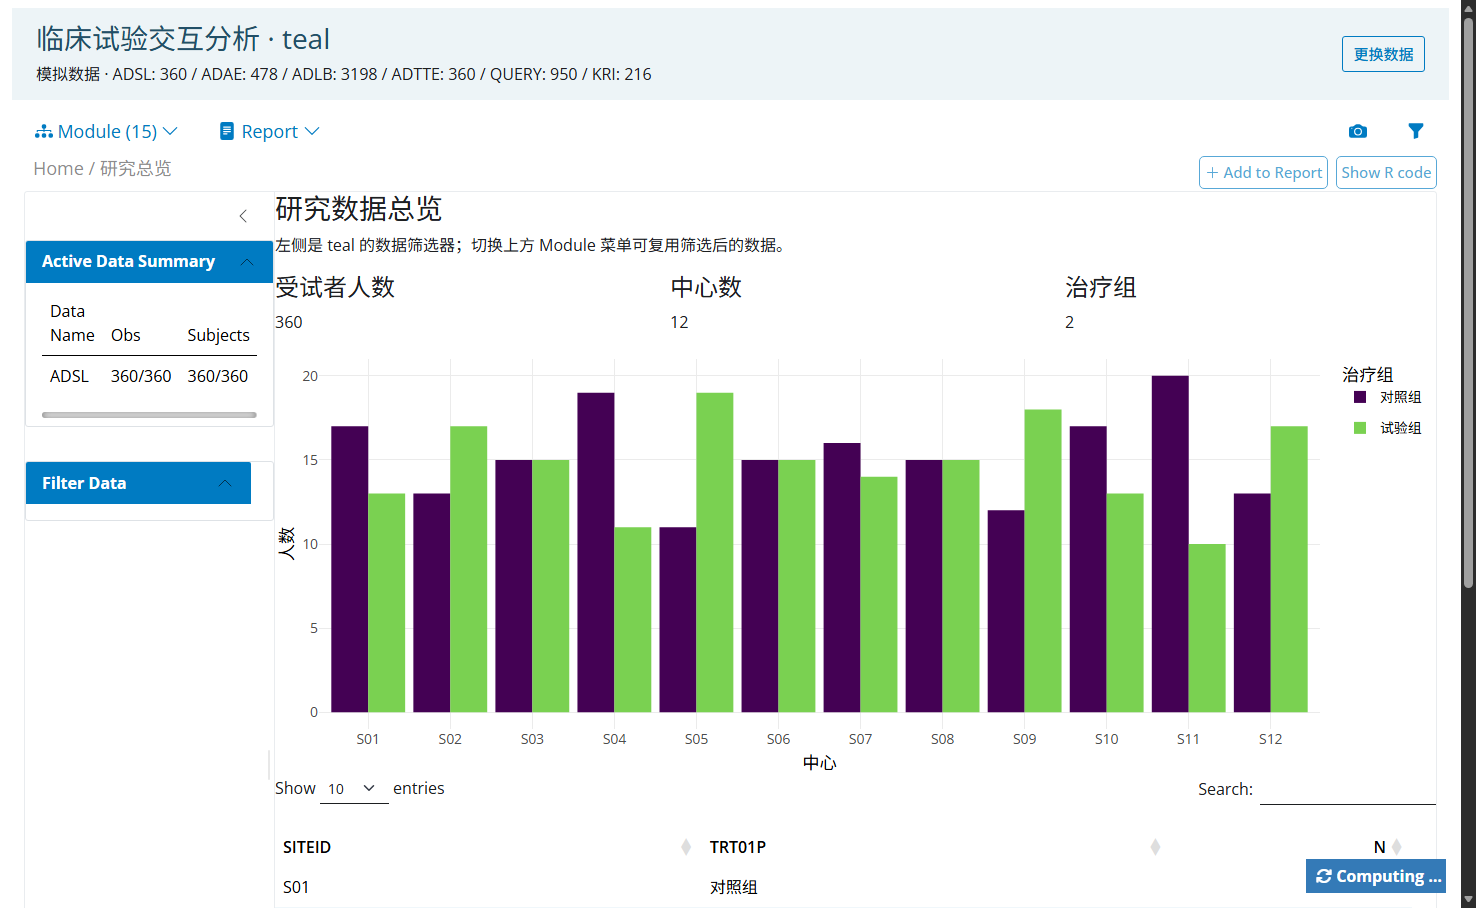 临床试验交互分析 · teal
模拟数据 · ADSL: 360 / ADAE: 478 / ADLB: 3198 / ADTTE: 360 / QUERY: 950 / KRI: 216
更换数据
Module (15)
Report
Home / 研究总览
+ Add to Report
Show R code
Active Data Summary
Data Name Obs Subjects
ADSL 360/360 360/360
Filter Data
研究数据总览
左侧是 teal 的数据筛选器；切换上方 Module 菜单可复用筛选后的数据。
受试者人数 中心数 治疗组
360 12 2
治疗组
对照组
试验组
人数
20
15
10
5
0
S01 S02 S03 S04 S05 S06 S07 S08 S09 S10 S11 S12
中心
Show 10 entries
Search:
SITEID TRT01P N
S01 对照组
Computing ...